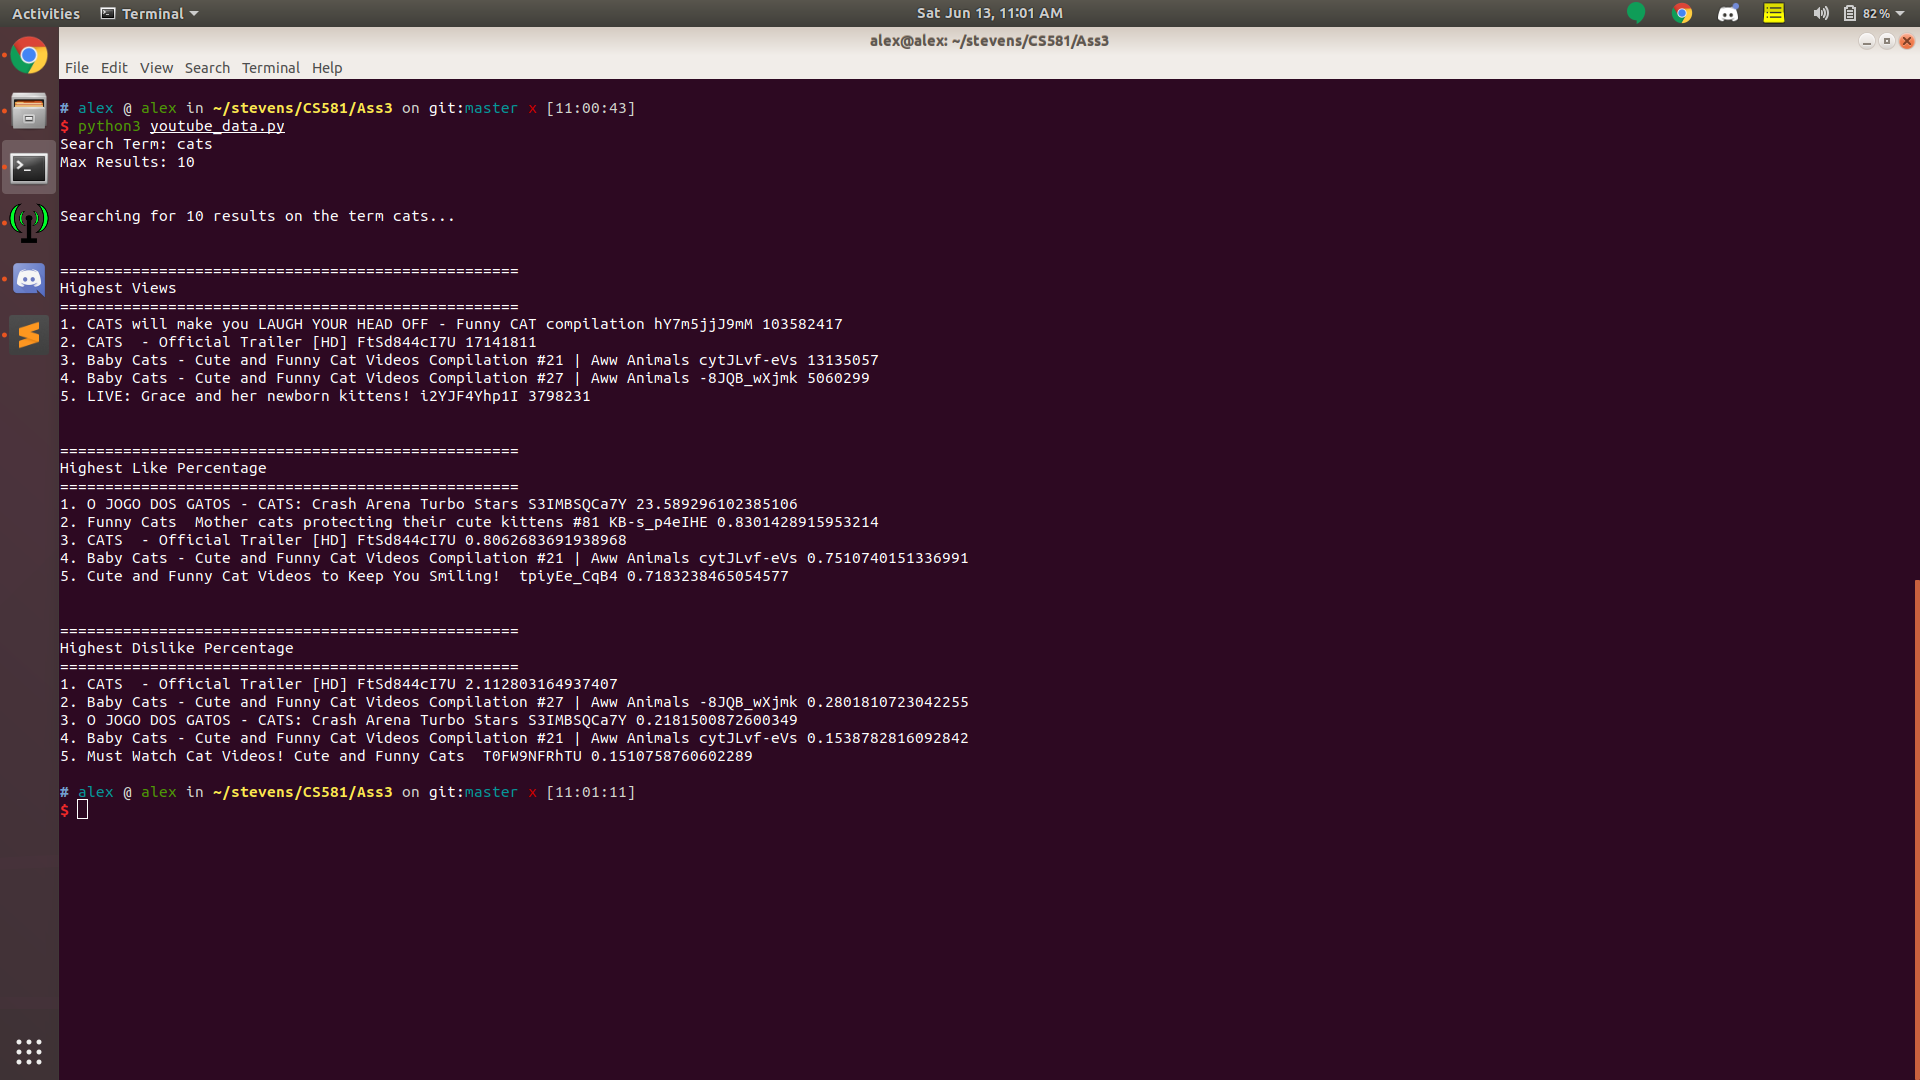 Activities Terminal Sat Jun 13, 11:01 AM 82%
alex@alex: ~/stevens/CS581/Ass3
File Edit View Search Terminal Help
# alex @ alex in ~/stevens/CS581/Ass3 on git:master x [11:00:43]
$ python3 youtube_data.py
Search Term: cats
Max Results: 10
Searching for 10 results on the term cats...
===================================================
Highest Views
===================================================
1. CATS will make you LAUGH YOUR HEAD OFF - Funny CAT compilation hY7m5jjJ9mM 103582417
2. CATS  - Official Trailer [HD] FtSd844cI7U 17141811
3. Baby Cats - Cute and Funny Cat Videos Compilation #21 | Aww Animals cytJLvf-eVs 13135057
4. Baby Cats - Cute and Funny Cat Videos Compilation #27 | Aww Animals -8JQB_wXjmk 5060299
5. LIVE: Grace and her newborn kittens! i2YJF4Yhp1I 3798231
===================================================
Highest Like Percentage
===================================================
1. O JOGO DOS GATOS - CATS: Crash Arena Turbo Stars S3IMBSQCa7Y 23.589296102385106
2. Funny Cats  Mother cats protecting their cute kittens #81 KB-s_p4eIHE 0.8301428915953214
3. CATS  - Official Trailer [HD] FtSd844cI7U 0.8062683691938968
4. Baby Cats - Cute and Funny Cat Videos Compilation #21 | Aww Animals cytJLvf-eVs 0.7510740151336991
5. Cute and Funny Cat Videos to Keep You Smiling!  tpiyEe_CqB4 0.7183238465054577
===================================================
Highest Dislike Percentage
===================================================
1. CATS  - Official Trailer [HD] FtSd844cI7U 2.112803164937407
2. Baby Cats - Cute and Funny Cat Videos Compilation #27 | Aww Animals -8JQB_wXjmk 0.2801810723042255
3. O JOGO DOS GATOS - CATS: Crash Arena Turbo Stars S3IMBSQCa7Y 0.2181500872600349
4. Baby Cats - Cute and Funny Cat Videos Compilation #21 | Aww Animals cytJLvf-eVs 0.1538782816092842
5. Must Watch Cat Videos! Cute and Funny Cats  T0FW9NFRhTU 0.1510758760602289
# alex @ alex in ~/stevens/CS581/Ass3 on git:master x [11:01:11]
$